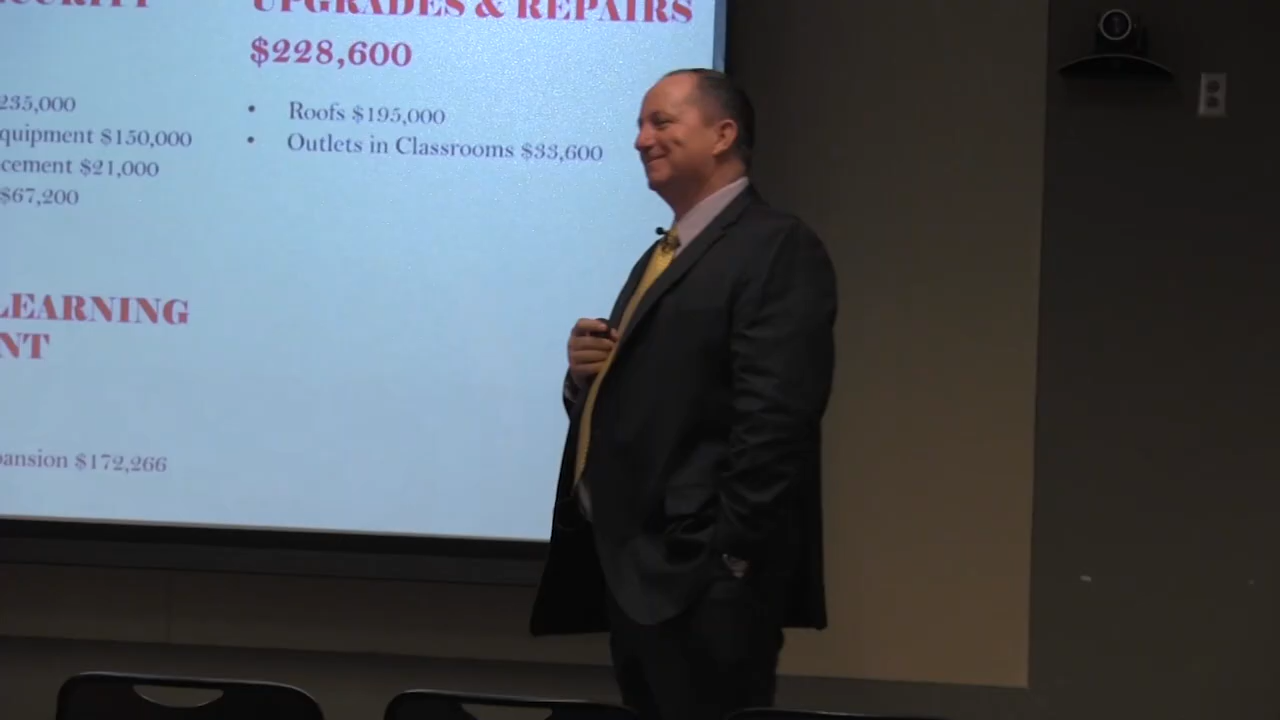 UPGRADES & REPAIRS
$228,600
235,000
quipment $150,000
cement $21,000
$67,200
• Roofs $195,000
• Outlets in Classrooms $33,600
LEARNING
NT
ansion $172,266